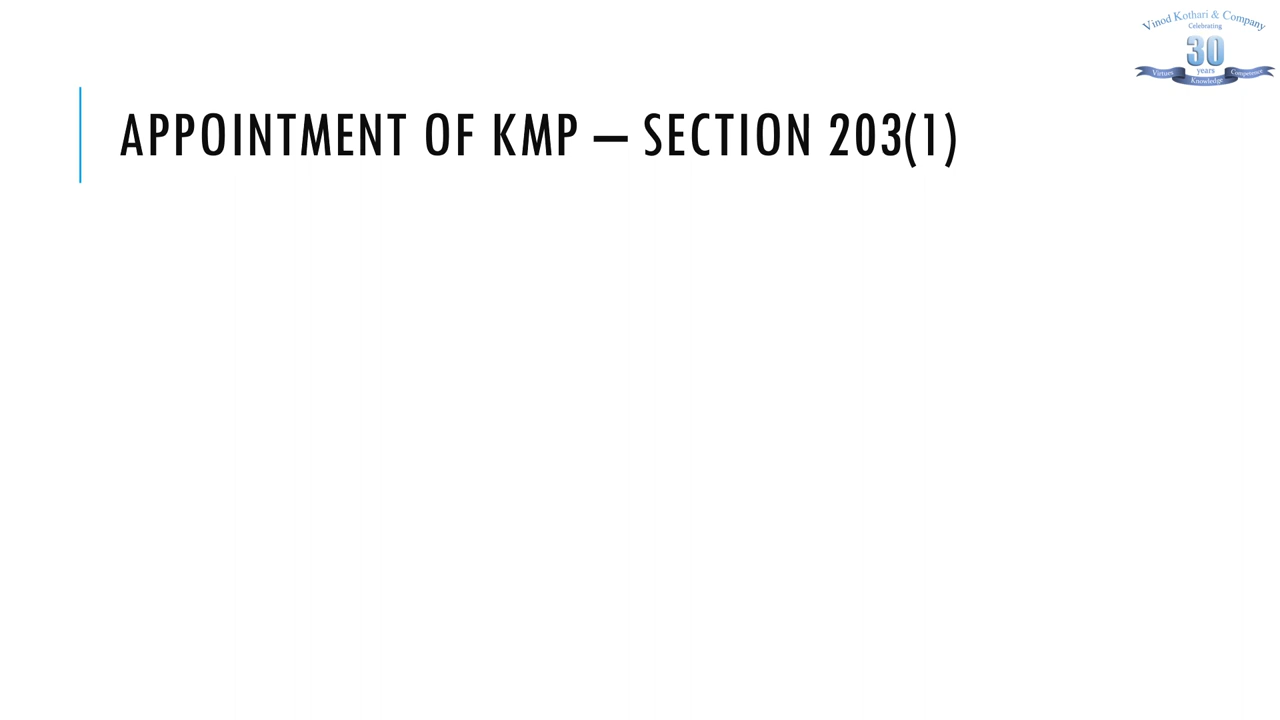 Vinod Kothari & Company
Celebrating
30
years
Virtues Knowledge Competence
APPOINTMENT OF KMP – SECTION 203(1)